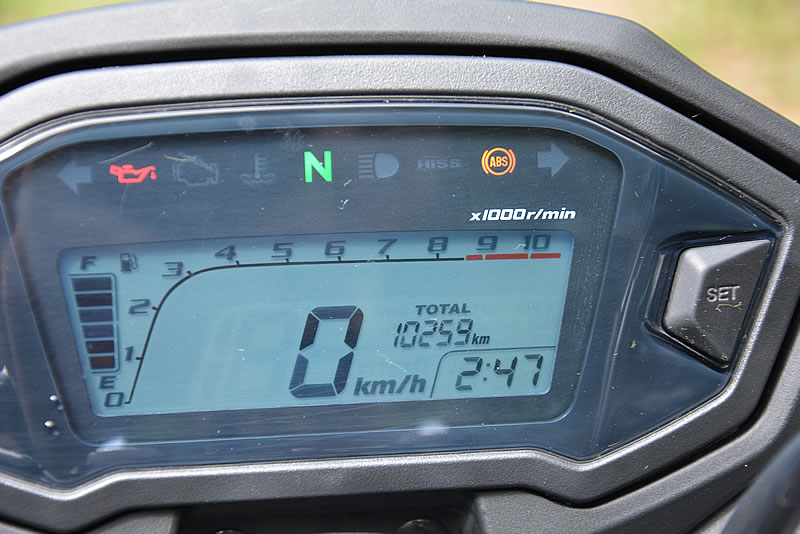 N HISS ABS
x1000r/min
F 3 4 5 6 7 8 9 10
2
1
E
0
TOTAL
10259km
0 km/h
2:47
SET